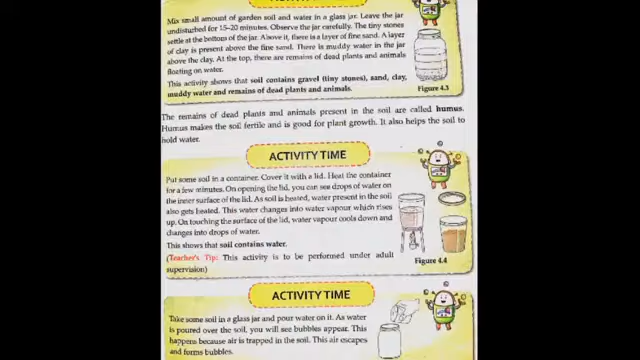 Mix small amount of garden soil and water in a glass jar. Leave the jar
undisturbed for 15–20 minutes. Observe the jar carefully. The tiny stones
settle at the bottom of the jar. Above it, there is a layer of fine sand. A layer
of clay is present above the fine sand. There is muddy water in the jar
above the clay. At the top, there are remains of dead plants and animals
floating on water.
This activity shows that soil contains gravel (tiny stones), sand, clay,
muddy water and remains of dead plants and animals.
Figure 4.3
The remains of dead plants and animals present in the soil are called humus.
Humus makes the soil fertile and is good for plant growth. It also helps the soil to
hold water.
ACTIVITY TIME
Put some soil in a container. Cover it with a lid. Heat the container
for a few minutes. On opening the lid, you can see drops of water on
the inner surface of the lid. As soil is heated, water present in the soil
also gets heated. This water changes into water vapour which rises
up. On touching the surface of the lid, water vapour cools down and
changes into drops of water.
This shows that soil contains water.
(Teacher's Tip: This activity is to be performed under adult
supervision)
Figure 4.4
ACTIVITY TIME
Take some soil in a glass jar and pour water on it. As water
is poured over the soil, you will see bubbles appear. This
happens because air is trapped in the soil. This air escapes
and forms bubbles.